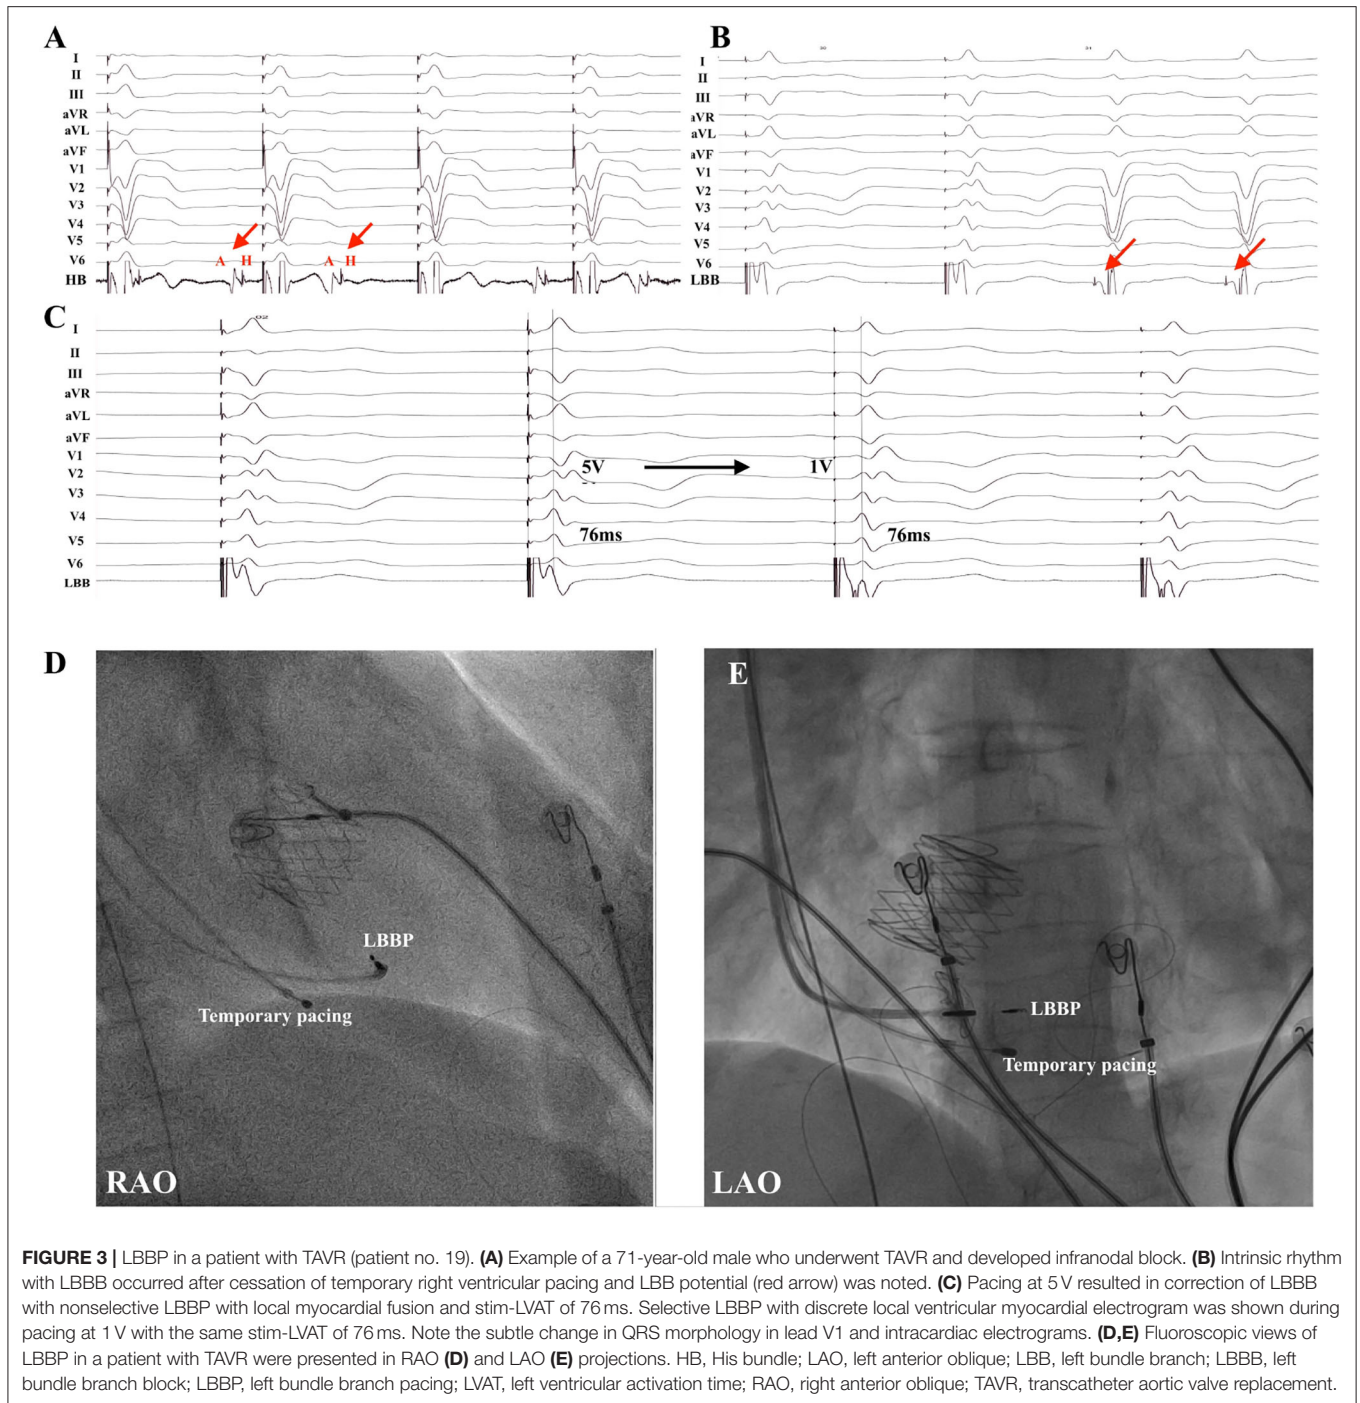 A
I
II
III
aVR
aVL
aVF
V1
V2
V3
V4
V5
V6
HB
A H
A H
B
30
31
I
II
III
aVR
aVL
aVF
V1
V2
V3
V4
V5
V6
LBB
C
I
II
III
aVR
aVL
aVF
V1
V2
V3
V4
V5
V6
LBB
5V
1V
76ms
76ms
D
LBBP
Temporary pacing
RAO
E
LBBP
Temporary pacing
LAO
FIGURE 3 | LBBP in a patient with TAVR (patient no. 19). (A) Example of a 71-year-old male who underwent TAVR and developed infranodal block. (B) Intrinsic rhythm
with LBBB occurred after cessation of temporary right ventricular pacing and LBB potential (red arrow) was noted. (C) Pacing at 5 V resulted in correction of LBBB
with nonselective LBBP with local myocardial fusion and stim-LVAT of 76 ms. Selective LBBP with discrete local ventricular myocardial electrogram was shown during
pacing at 1 V with the same stim-LVAT of 76 ms. Note the subtle change in QRS morphology in lead V1 and intracardiac electrograms. (D,E) Fluoroscopic views of
LBBP in a patient with TAVR were presented in RAO (D) and LAO (E) projections. HB, His bundle; LAO, left anterior oblique; LBB, left bundle branch; LBBB, left
bundle branch block; LBBP, left bundle branch pacing; LVAT, left ventricular activation time; RAO, right anterior oblique; TAVR, transcatheter aortic valve replacement.